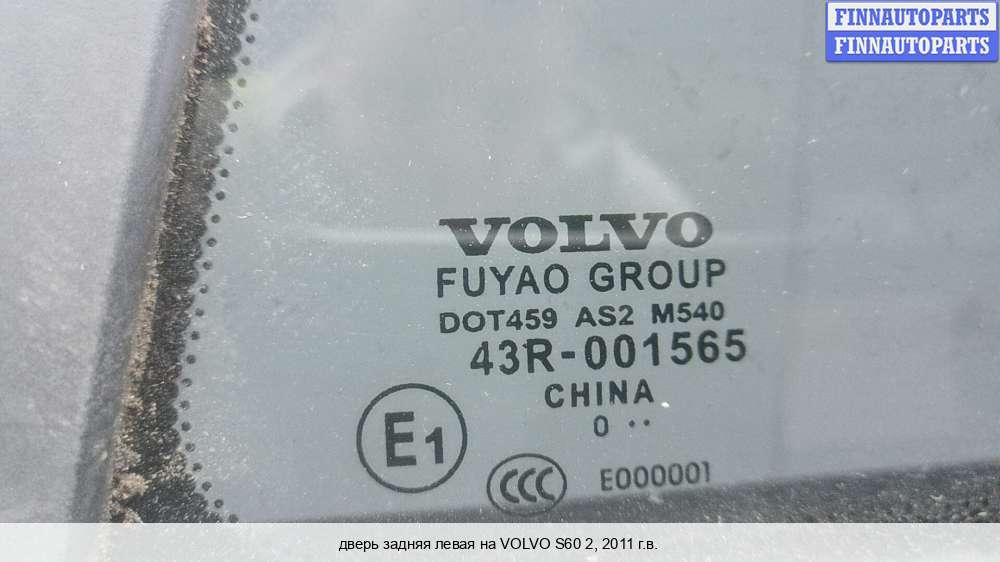 FINNAUTOPARTS
FINNAUTOPARTS
VOLVO
FUYAO GROUP
DOT459 AS2 M540
43R-001565
CHINA
0 ··
E1
CCC E000001
дверь задняя левая на VOLVO S60 2, 2011 г.в.